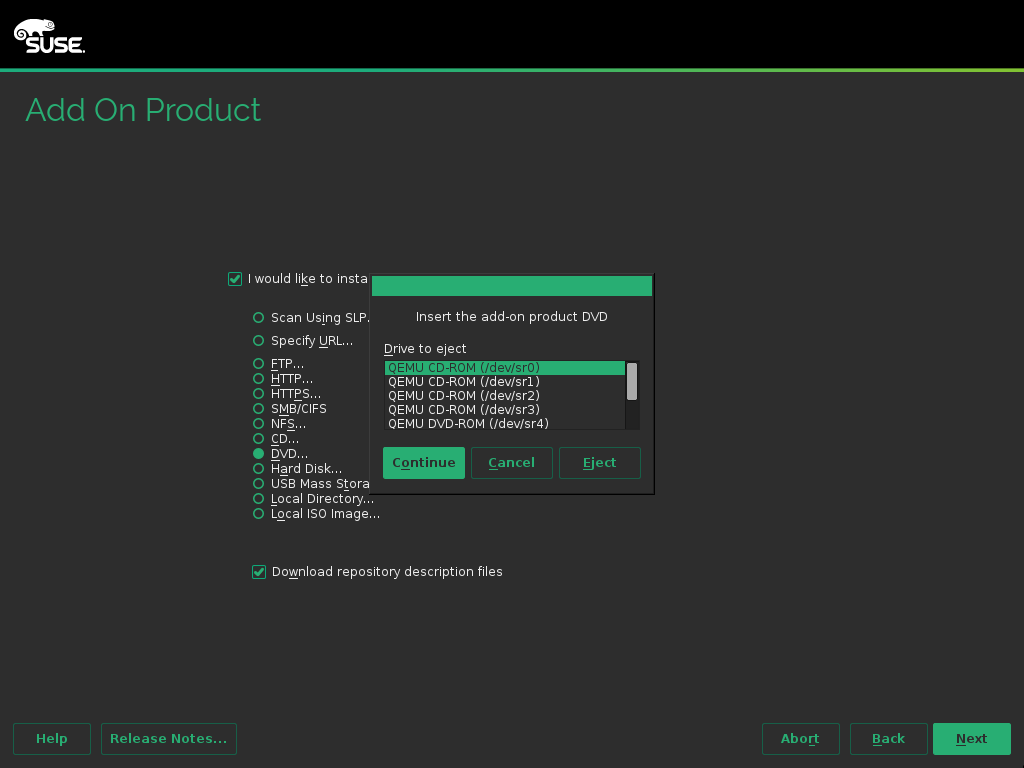 SUSE.
Add On Product
I would like to insta
Scan Using SLP.
Specify URL...
FTP...
HTTP...
HTTPS...
SMB/CIFS
NFS...
CD...
DVD...
Hard Disk...
USB Mass Stora
Local Directory...
Local ISO Image...
Download repository description files
Insert the add-on product DVD
Drive to eject
QEMU CD-ROM (/dev/sr0)
QEMU CD-ROM (/dev/sr1)
QEMU CD-ROM (/dev/sr2)
QEMU CD-ROM (/dev/sr3)
QEMU DVD-ROM (/dev/sr4)
Continue Cancel Eject
Help Release Notes... Abort Back Next